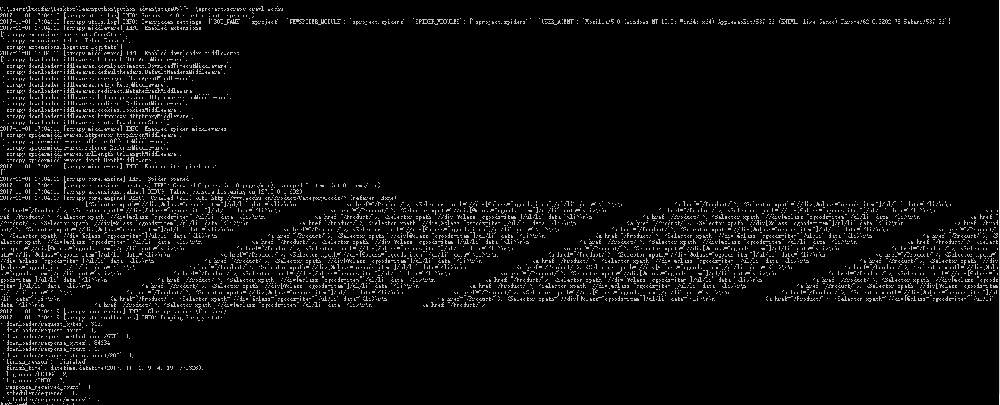 C:\Users\lucifer\Desktop\learnpython\python_advan\stage05\作业\sproject>scrapy crawl wochu
2017-11-01 17:04:10 [scrapy.utils.log] INFO: Scrapy 1.4.0 started (bot: sproject)
2017-11-01 17:04:10 [scrapy.utils.log] INFO: Overridden settings: {'BOT_NAME': 'sproject', 'NEWSPIDER_MODULE': 'sproject.spiders', 'SPIDER_MODULES': ['sproject.spiders'], 'USER_AGENT': 'Mozilla/5.0 (Windows NT 10.0; Win64; x64) AppleWebKit/537.36 (KHTML, like Gecko) Chrome/62.0.3202.75 Safari/537.36'}
2017-11-01 17:04:10 [scrapy.middleware] INFO: Enabled extensions:
['scrapy.extensions.corestats.CoreStats',
 'scrapy.extensions.telnet.TelnetConsole',
 'scrapy.extensions.logstats.LogStats']
2017-11-01 17:04:11 [scrapy.middleware] INFO: Enabled downloader middlewares:
['scrapy.downloadermiddlewares.httpauth.HttpAuthMiddleware',
 'scrapy.downloadermiddlewares.downloadtimeout.DownloadTimeoutMiddleware',
 'scrapy.downloadermiddlewares.defaultheaders.DefaultHeadersMiddleware',
 'scrapy.downloadermiddlewares.useragent.UserAgentMiddleware',
 'scrapy.downloadermiddlewares.retry.RetryMiddleware',
 'scrapy.downloadermiddlewares.redirect.MetaRefreshMiddleware',
 'scrapy.downloadermiddlewares.httpcompression.HttpCompressionMiddleware',
 'scrapy.downloadermiddlewares.redirect.RedirectMiddleware',
 'scrapy.downloadermiddlewares.cookies.CookiesMiddleware',
 'scrapy.downloadermiddlewares.httpproxy.HttpProxyMiddleware',
 'scrapy.downloadermiddlewares.stats.DownloaderStats']
2017-11-01 17:04:11 [scrapy.middleware] INFO: Enabled spider middlewares:
['scrapy.spidermiddlewares.httperror.HttpErrorMiddleware',
 'scrapy.spidermiddlewares.offsite.OffsiteMiddleware',
 'scrapy.spidermiddlewares.referer.RefererMiddleware',
 'scrapy.spidermiddlewares.urllength.UrlLengthMiddleware',
 'scrapy.spidermiddlewares.depth.DepthMiddleware']
2017-11-01 17:04:11 [scrapy.middleware] INFO: Enabled item pipelines:
[]
2017-11-01 17:04:11 [scrapy.core.engine] INFO: Spider opened
2017-11-01 17:04:11 [scrapy.extensions.logstats] INFO: Crawled 0 pages (at 0 pages/min), scraped 0 items (at 0 items/min)
2017-11-01 17:04:11 [scrapy.extensions.telnet] DEBUG: Telnet console listening on 127.0.0.1:6023
2017-11-01 17:04:19 [scrapy.core.engine] DEBUG: Crawled (200) <GET http://www.wochu.cn/Product/CategoryGoods/> (referer: None)
[<Selector xpath='//div[@class="cgoods-item"]/ul/li' data='<li>\r\n <a href="/Product/'>, <Selector xpath='//div[@class="cgoods-item"]/ul/li' data='<li>\r\n <a href="/Product/'>, <Selector xpath='//div[@class="cgoods-item"]/ul/li' data='<li>\r\n
<a href="/Product/'>, <Selector xpath='//div[@class="cgoods-item"]/ul/li' data='<li>\r\n <a href="/Product/'>, <Selector xpath='//div[@class="cgoods-item"]/ul/li' data='<li>\r\n <a href="/Product/'>, <Selector xpath='//div[@class="cgoods-item"]/ul/li' data='<li>\r\n <a h
ref="/Product/'>, <Selector xpath='//div[@class="cgoods-item"]/ul/li' data='<li>\r\n <a href="/Product/'>, <Selector xpath='//div[@class="cgoods-item"]/ul/li' data='<li>\r\n <a href="/Product/'>, <Selector xpath='//div[@class="cgoods-item"]/ul/li' data='<li>\r\n <a href=
"/Product/'>, <Selector xpath='//div[@class="cgoods-item"]/ul/li' data='<li>\r\n <a href="/Product/'>, <Selector xpath='//div[@class="cgoods-item"]/ul/li' data='<li>\r\n <a href="/Product/'>, <Selector xpath='//div[@class="cgoods-item"]/ul/li' data='<li>\r\n <a href="/Prod
uct/'>, <Selector xpath='//div[@class="cgoods-item"]/ul/li' data='<li>\r\n <a href="/Product/'>, <Selector xpath='//div[@class="cgoods-item"]/ul/li' data='<li>\r\n <a href="/Product/'>, <Selector xpath='//div[@class="cgoods-item"]/ul/li' data='<li>\r\n <a href="/Product/'>
, <Selector xpath='//div[@class="cgoods-item"]/ul/li' data='<li>\r\n <a href="/Product/'>, <Selector xpath='//div[@class="cgoods-item"]/ul/li' data='<li>\r\n <a href="/Product/'>, <Selector xpath='//div[@class="cgoods-item"]/ul/li' data='<li>\r\n <a href="/Product/'>, <S
elector xpath='//div[@class="cgoods-item"]/ul/li' data='<li>\r\n <a href="/Product/'>, <Selector xpath='//div[@class="cgoods-item"]/ul/li' data='<li>\r\n <a href="/Product/'>, <Selector xpath='//div[@class="cgoods-item"]/ul/li' data='<li>\r\n <a href="/Product/'>, <Select
or xpath='//div[@class="cgoods-item"]/ul/li' data='<li>\r\n <a href="/Product/'>, <Selector xpath='//div[@class="cgoods-item"]/ul/li' data='<li>\r\n <a href="/Product/'>, <Selector xpath='//div[@class="cgoods-item"]/ul/li' data='<li>\r\n <a href="/Product/'>, <Selector xp
ath='//div[@class="cgoods-item"]/ul/li' data='<li>\r\n <a href="/Product/'>, <Selector xpath='//div[@class="cgoods-item"]/ul/li' data='<li>\r\n <a href="/Product/'>, <Selector xpath='//div[@class="cgoods-item"]/ul/li' data='<li>\r\n <a href="/Product/'>, <Selector xpath='
//div[@class="cgoods-item"]/ul/li' data='<li>\r\n <a href="/Product/'>, <Selector xpath='//div[@class="cgoods-item"]/ul/li' data='<li>\r\n <a href="/Product/'>, <Selector xpath='//div[@class="cgoods-item"]/ul/li' data='<li>\r\n <a href="/Product/'>, <Selector xpath='//div
[@class="cgoods-item"]/ul/li' data='<li>\r\n <a href="/Product/'>, <Selector xpath='//div[@class="cgoods-item"]/ul/li' data='<li>\r\n <a href="/Product/'>, <Selector xpath='//div[@class="cgoods-item"]/ul/li' data='<li>\r\n <a href="/Product/'>, <Selector xpath='//div[@clas
s="cgoods-item"]/ul/li' data='<li>\r\n <a href="/Product/'>, <Selector xpath='//div[@class="cgoods-item"]/ul/li' data='<li>\r\n <a href="/Product/'>, <Selector xpath='//div[@class="cgoods-item"]/ul/li' data='<li>\r\n <a href="/Product/'>, <Selector xpath='//div[@class="c
goods-item"]/ul/li' data='<li>\r\n <a href="/Product/'>, <Selector xpath='//div[@class="cgoods-item"]/ul/li' data='<li>\r\n <a href="/Product/'>, <Selector xpath='//div[@class="cgoods-item"]/ul/li' data='<li>\r\n <a href="/Product/'>, <Selector xpath='//div[@class="cgoods
-item"]/ul/li' data='<li>\r\n <a href="/Product/'>, <Selector xpath='//div[@class="cgoods-item"]/ul/li' data='<li>\r\n <a href="/Product/'>, <Selector xpath='//div[@class="cgoods-item"]/ul/li' data='<li>\r\n <a href="/Product/'>, <Selector xpath='//div[@class="cgoods-item
"]/ul/li' data='<li>\r\n <a href="/Product/'>, <Selector xpath='//div[@class="cgoods-item"]/ul/li' data='<li>\r\n <a href="/Product/'>, <Selector xpath='//div[@class="cgoods-item"]/ul/li' data='<li>\r\n <a href="/Product/'>, <Selector xpath='//div[@class="cgoods-item"]/ul
/li' data='<li>\r\n <a href="/Product/'>, <Selector xpath='//div[@class="cgoods-item"]/ul/li' data='<li>\r\n <a href="/Product/'>, <Selector xpath='//div[@class="cgoods-item"]/ul/li' data='<li>\r\n <a href="/Product/'>, <Selector xpath='//div[@class="cgoods-item"]/ul/li'
data='<li>\r\n <a href="/Product/'>, <Selector xpath='//div[@class="cgoods-item"]/ul/li' data='<li>\r\n <a href="/Product/'>]
2017-11-01 17:04:19 [scrapy.core.engine] INFO: Closing spider (finished)
2017-11-01 17:04:19 [scrapy.statscollectors] INFO: Dumping Scrapy stats:
{'downloader/request_bytes': 313,
 'downloader/request_count': 1,
 'downloader/request_method_count/GET': 1,
 'downloader/response_bytes': 84634,
 'downloader/response_count': 1,
 'downloader/response_status_count/200': 1,
 'finish_reason': 'finished',
 'finish_time': datetime.datetime(2017, 11, 1, 9, 4, 19, 970326),
 'log_count/DEBUG': 2,
 'log_count/INFO': 7,
 'response_received_count': 1,
 'scheduler/dequeued': 1,
 'scheduler/dequeued/memory': 1,